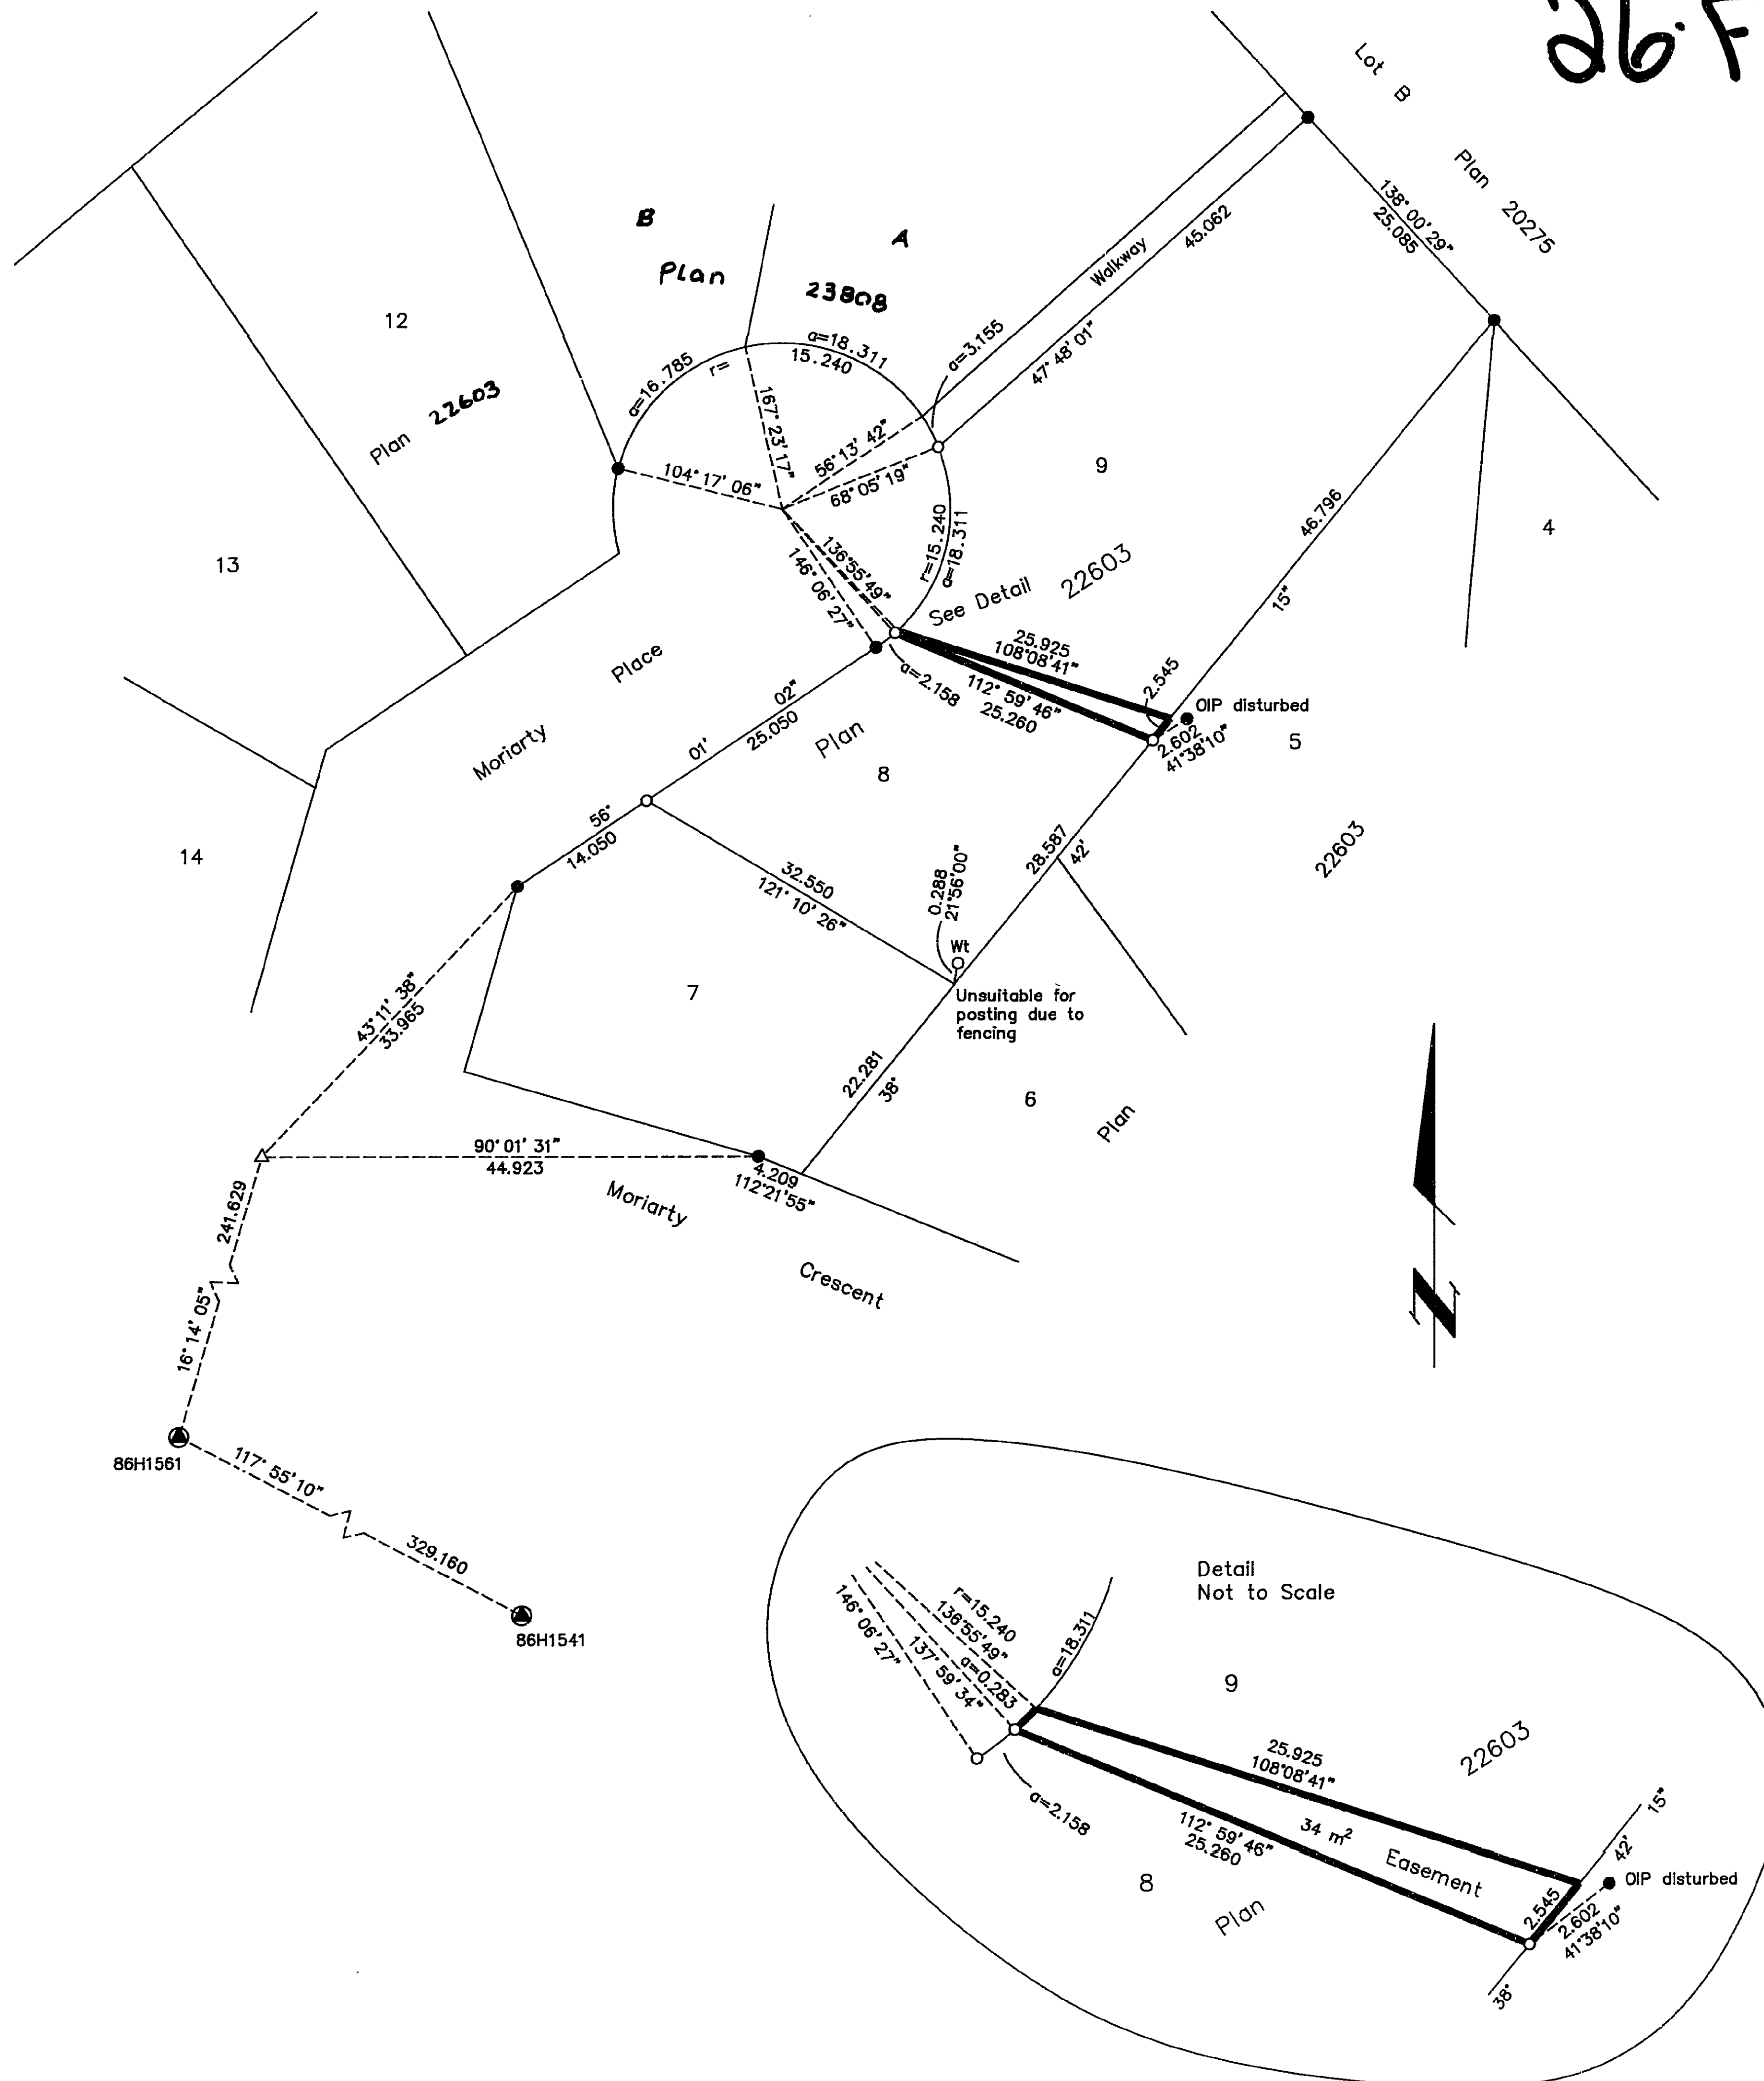 26.F
Lot B
Plan 20275
138° 00' 29"
25.085
B
A
Plan
23808
Walkway
45.062
47° 48' 01"
12
Plan 22603
a=16.785
r=
a=18.311
15.240
a=3.155
167° 23' 17"
56° 13' 42"
104° 17' 06"
68° 05' 19"
9
46.796
4
13
136°55'49"
146° 06' 27"
r=15.240
a=18.311
See Detail
22603
15"
25.925
108°08'41"
Place
Moriarty
02"
01'
25.050
a=2.158
112° 59' 46"
25.260
2.545
OIP disturbed
2.602
41°38'10"
5
Plan
8
14
56°
14.050
32.550
121° 10' 26"
0.288
21°56'00"
28.587
42'
22603
Wt
Unsuitable for
posting due to
fencing
7
43°11' 38"
33.965
22.281
38°
6
Plan
90° 01' 31"
44.923
4.209
112°21'55"
Moriarty
Crescent
241.629
16° 14' 05"
N
86H1561
117° 55'10"
329.160
86H1541
Detail
Not to Scale
r=15.240
136°55'49"
146° 06' 27"
137° 59' 34"
a=0.283
a=18.311
9
22603
25.925
108°08'41"
a=2.158
112° 59' 46"
25.260
34 m²
Easement
15"
42'
OIP disturbed
2.545
2.602
41°38'10"
8
Plan
38°